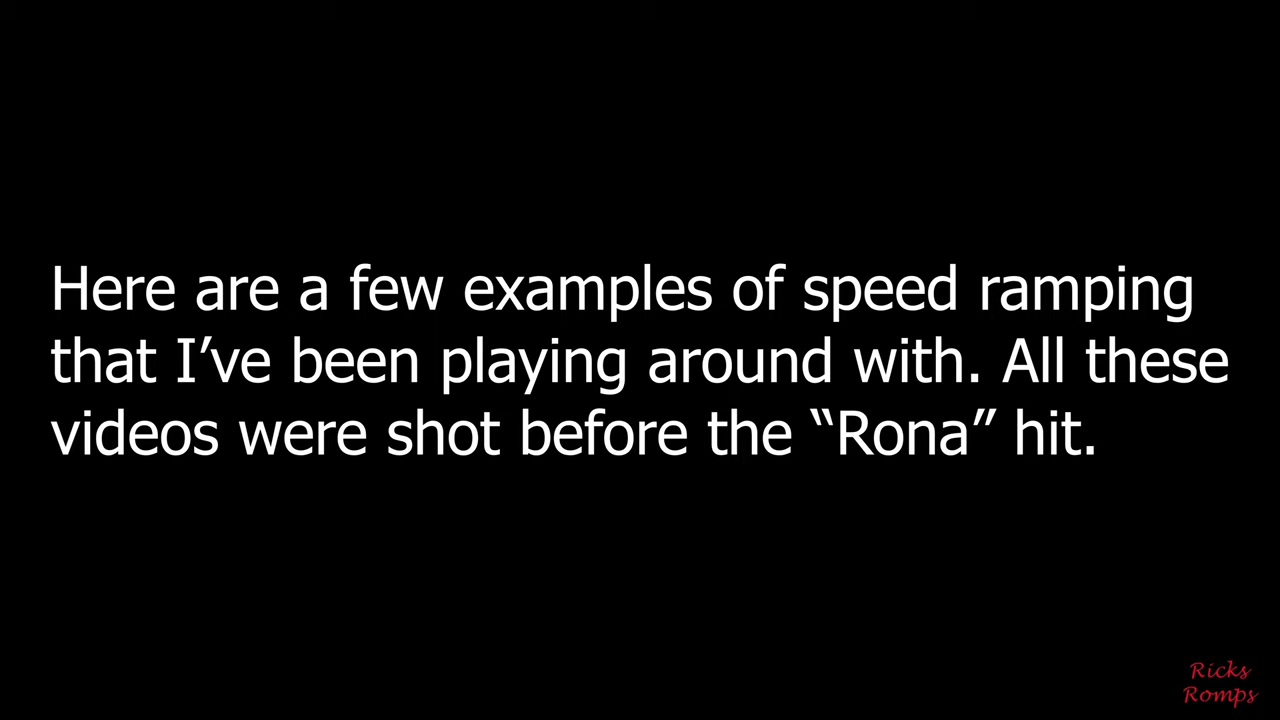 Here are a few examples of speed ramping
that I’ve been playing around with. All these
videos were shot before the “Rona” hit.
Ricks
Romps